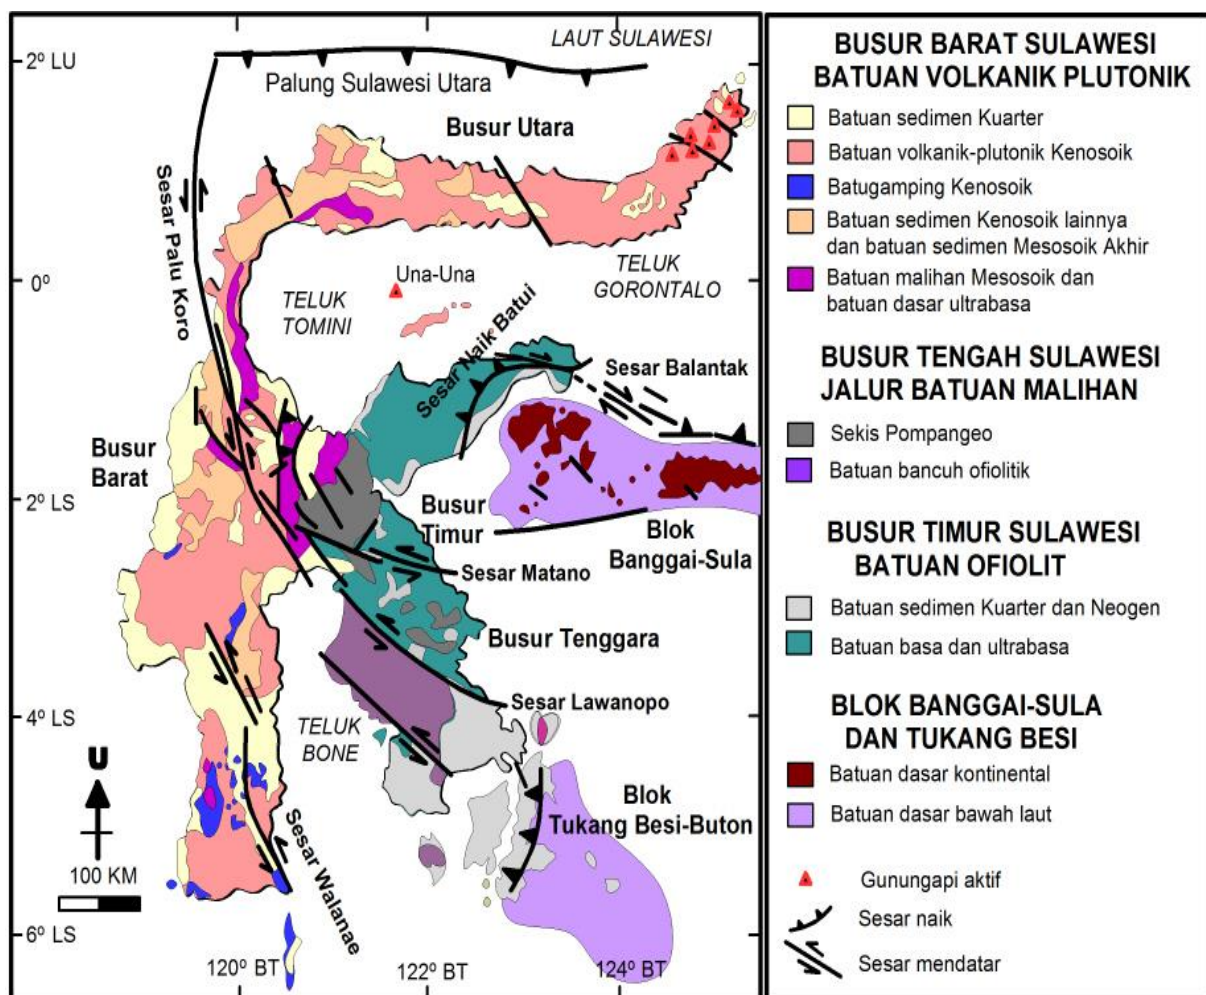 LAUT SULAWESI
2º LU
Palung Sulawesi Utara
Busur Utara
Sesar Palu Koro
0º
Una-Una
TELUK
TOMINI
TELUK
GORONTALO
Sesar Naik Batui
Sesar Balantak
Busur
Barat
2º LS
Busur
Timur
Blok
Banggai-Sula
Sesar Matano
Busur Tenggara
Sesar Lawanopo
4º LS
TELUK
BONE
U
Blok
Tukang Besi-Buton
Sesar Walanae
100 KM
6º LS
120º BT
122º BT
124º BT
BUSUR BARAT SULAWESI
BATUAN VOLKANIK PLUTONIK
Batuan sedimen Kuarter
Batuan volkanik-plutonik Kenosoik
Batugamping Kenosoik
Batuan sedimen Kenosoik lainnya
dan batuan sedimen Mesosoik Akhir
Batuan malihan Mesosoik dan
batuan dasar ultrabasa
BUSUR TENGAH SULAWESI
JALUR BATUAN MALIHAN
Sekis Pompangeo
Batuan bancuh ofiolitik
BUSUR TIMUR SULAWESI
BATUAN OFIOLIT
Batuan sedimen Kuarter dan Neogen
Batuan basa dan ultrabasa
BLOK BANGGAI-SULA
DAN TUKANG BESI
Batuan dasar kontinental
Batuan dasar bawah laut
Gunungapi aktif
Sesar naik
Sesar mendatar